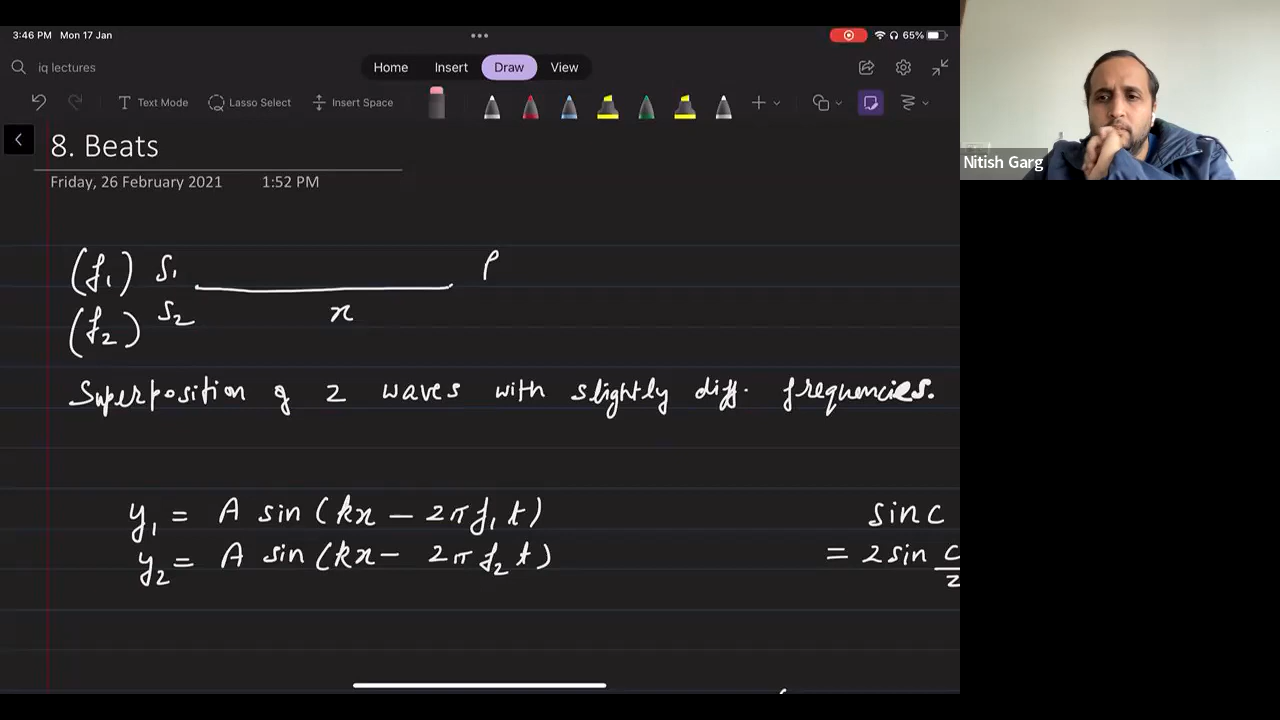 3:46 PM Mon 17 Jan
65%
iq lectures
Home Insert Draw View
Text Mode Lasso Select Insert Space
8. Beats
Friday, 26 February 2021 1:52 PM
Nitish Garg
(f₁) S₁ P
(f₂) S₂ x
Superposition of 2 waves with slightly diff. frequencies.
y₁ = A sin(kx − 2πf₁t)
y₂ = A sin(kx − 2πf₂t)
sin C
= 2 sin C/2